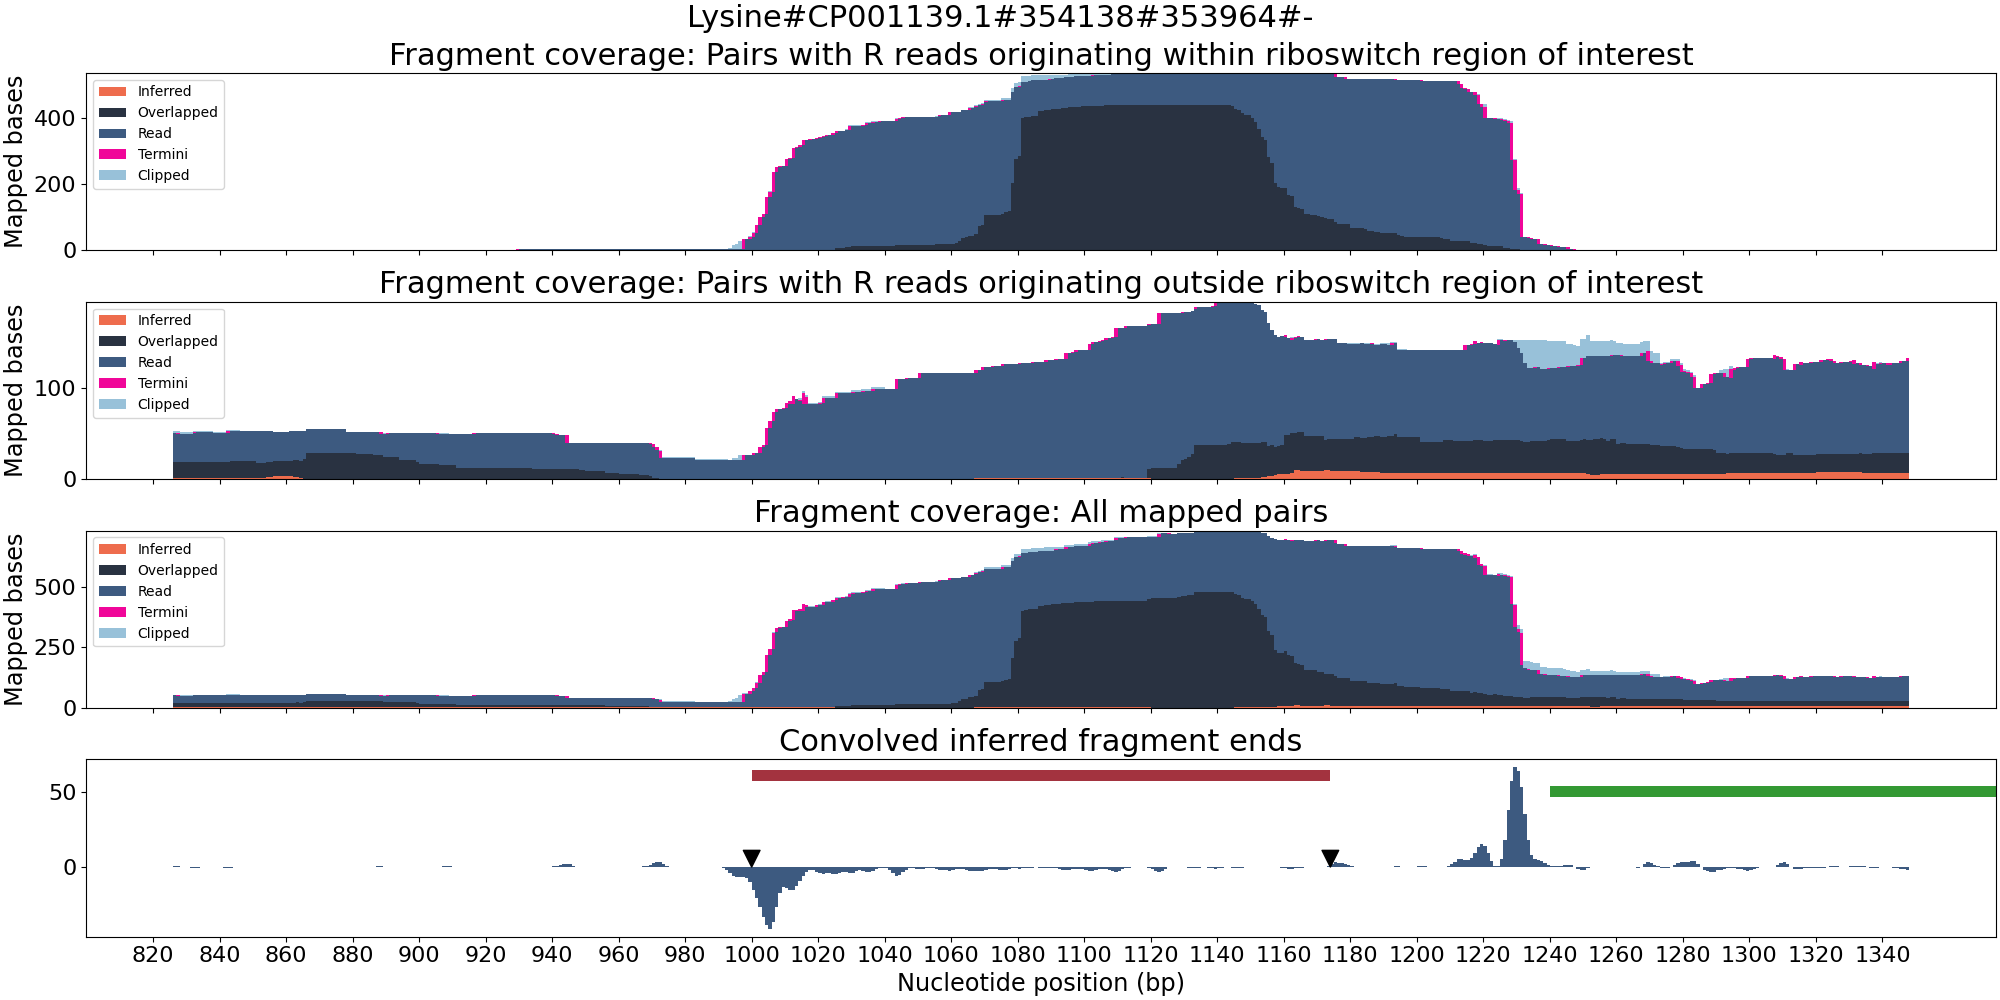 Lysine#CP001139.1#354138#353964#-
Fragment coverage: Pairs with R reads originating within riboswitch region of interest
Mapped bases
400
200
0
Inferred
Overlapped
Read
Termini
Clipped
Fragment coverage: Pairs with R reads originating outside riboswitch region of interest
Mapped bases
100
0
Inferred
Overlapped
Read
Termini
Clipped
Fragment coverage: All mapped pairs
Mapped bases
500
250
0
Inferred
Overlapped
Read
Termini
Clipped
Convolved inferred fragment ends
50
0
820 840 860 880 900 920 940 960 980 1000 1020 1040 1060 1080 1100 1120 1140 1160 1180 1200 1220 1240 1260 1280 1300 1320 1340
Nucleotide position (bp)